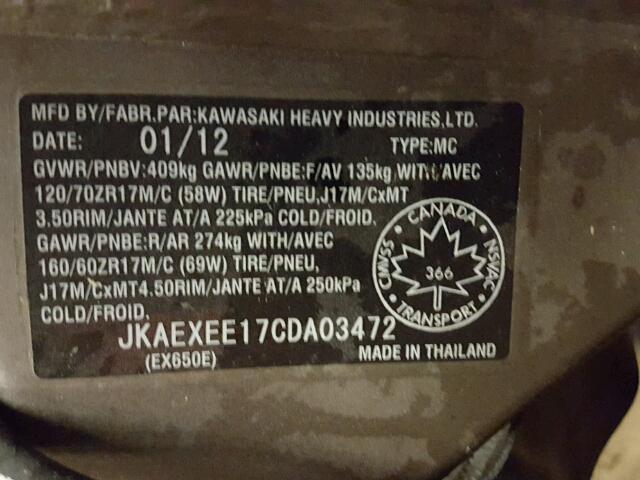 MFD BY/FABR.PAR:KAWASAKI HEAVY INDUSTRIES,LTD.
DATE: 01/12 TYPE:MC
GVWR/PNBV:409kg GAWR/PNBE:F/AV 135kg WITH/AVEC
120/70ZR17M/C (58W) TIRE/PNEU,J17M/CxMT
3.50RIM/JANTE AT/A 225kPa COLD/FROID.
GAWR/PNBE:R/AR 274kg WITH/AVEC
160/60ZR17M/C (69W) TIRE/PNEU,
J17M/CxMT4.50RIM/JANTE AT/A 250kPa
COLD/FROID.
CANADA
CMVSS
366
NSVAC
TRANSPORT
JKAEXEE17CDA03472
(EX650E) MADE IN THAILAND